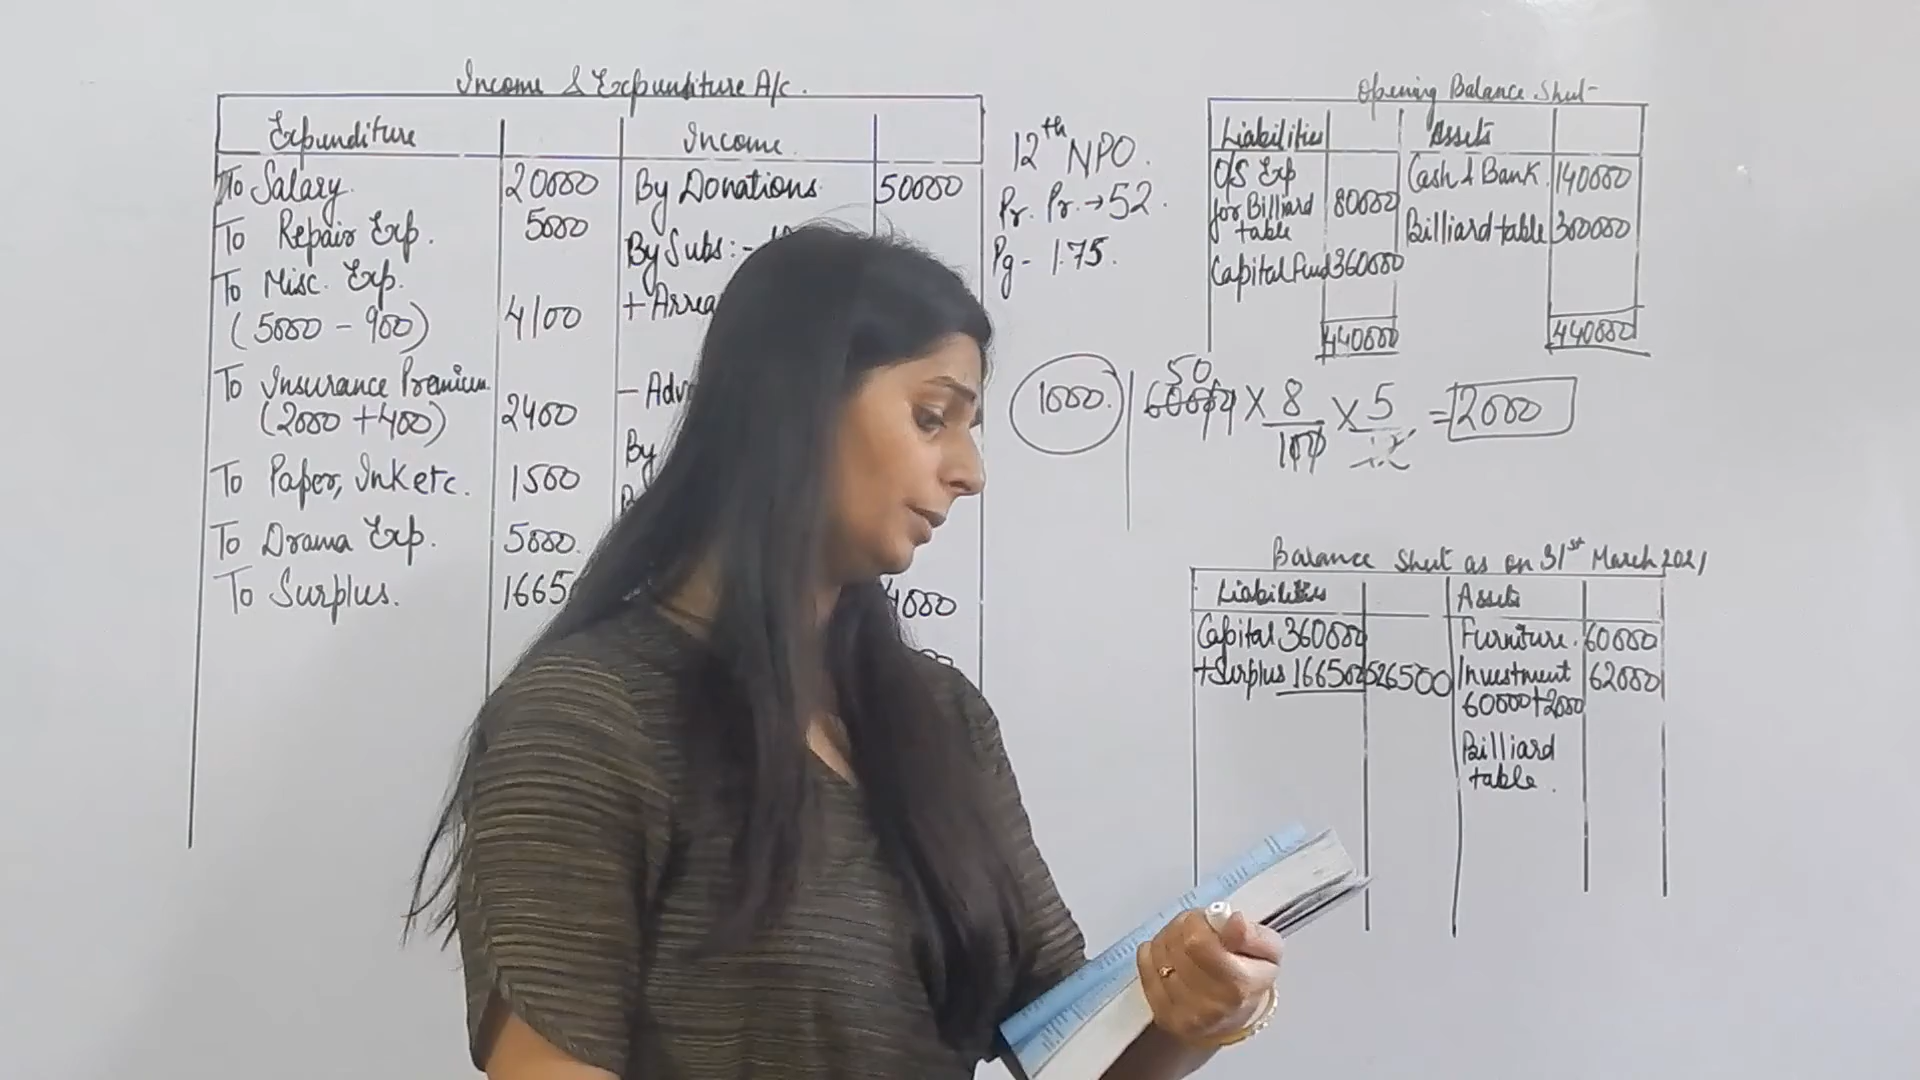 Income & Expenditure A/c.
Expenditure Income.
To Salary. 20000 By Donations 50000
To Repair Exp. 5000 By Subs:-
To Misc. Exp. + Arrea
(5000 - 900) 4100
To Insurance Premium - Adv
(2000 + 400) 2400
By
To Paper, Ink etc. 1500
To Drama Exp. 5000.
To Surplus. 1665 4000
12th NPO.
Pr. Pr. → 52.
Pg - 1.75.
Opening Balance Sheet
Liabilities Assets
O/S Exp Cash & Bank. 140000
for Billiard 80000 Billiard table 300000
table
Capital Fund 360000
440000 440000
1000. 50
60000 × 8/100 × 5/12 = 2000
Balance Sheet as on 31st March 2021
Liabilities Assets
Capital 360000 Furniture. 60000
+ Surplus 166500 526500 Investment 62000
60000+2000
Billiard
table.